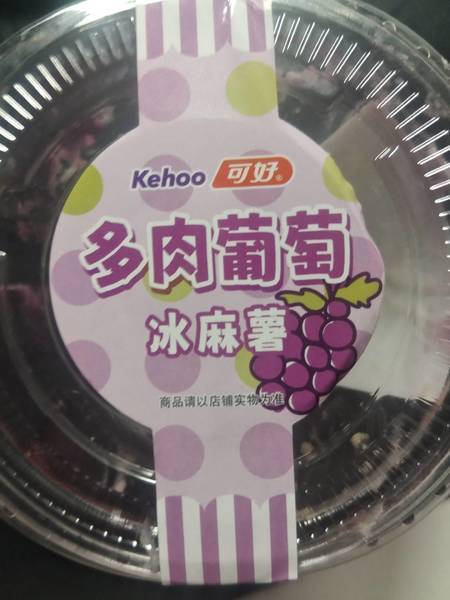 Kehoo 可好®
多肉葡萄
冰麻薯
商品请以店铺实物为准